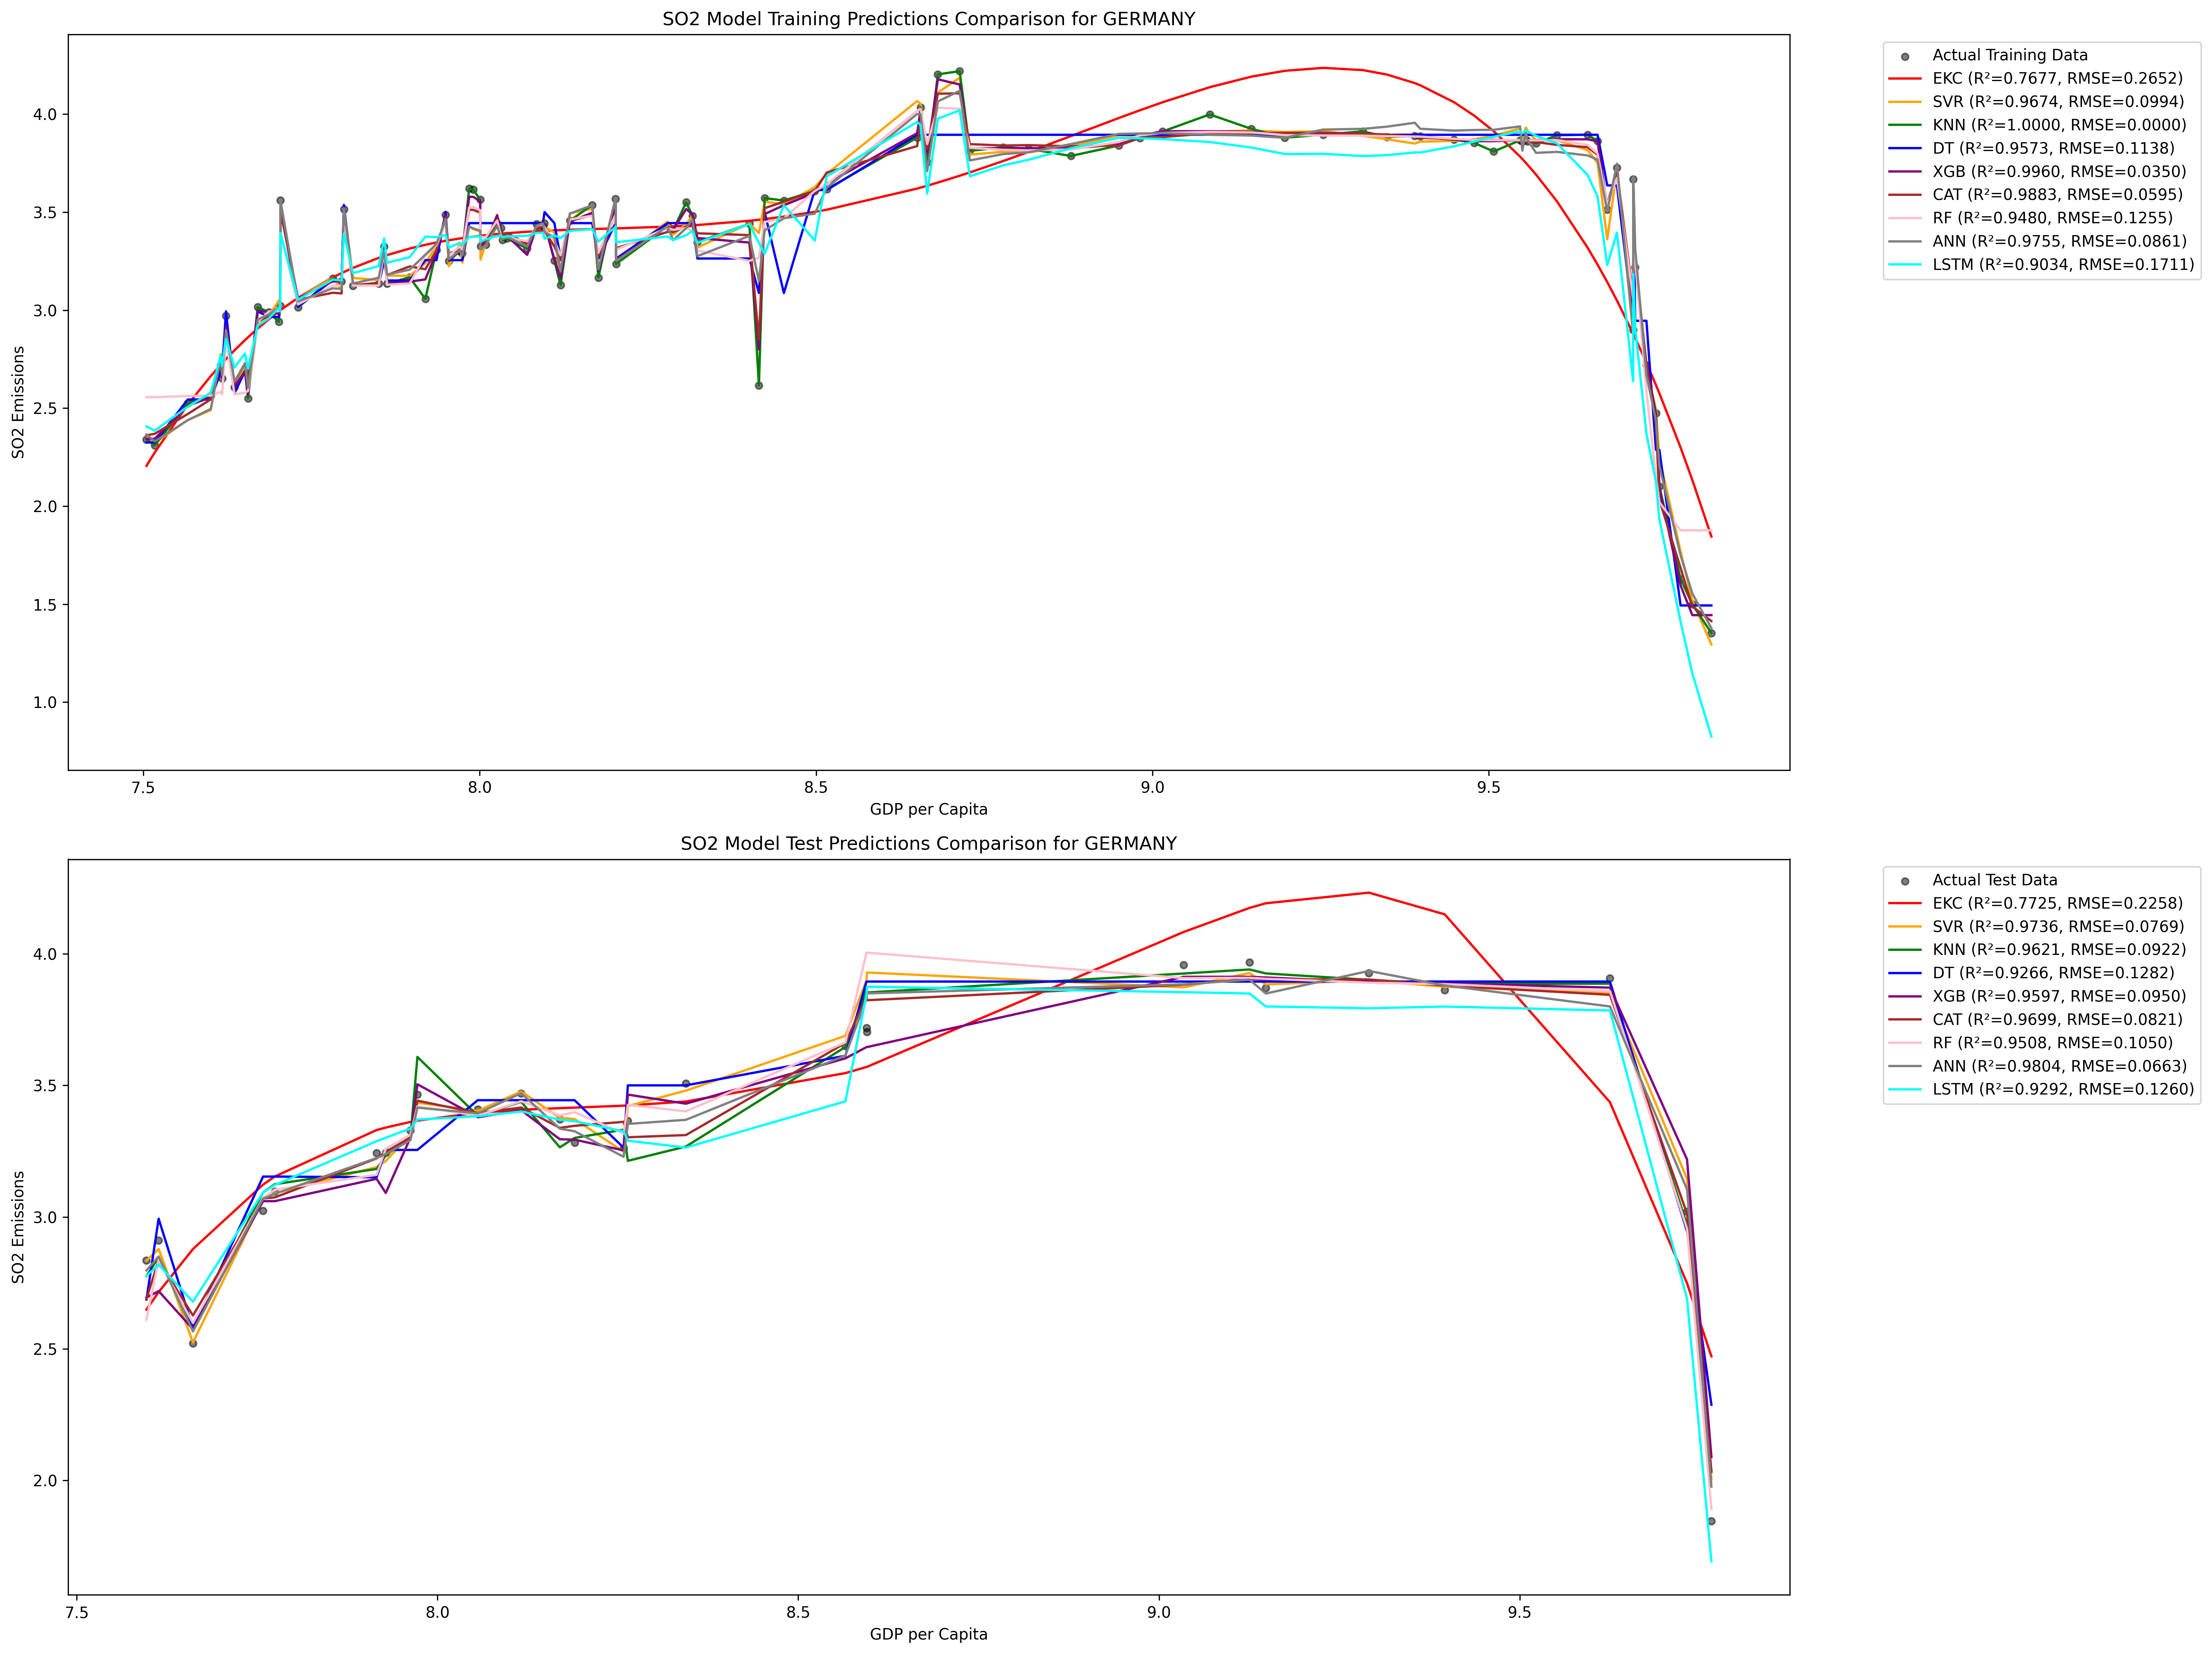 SO2 Model Training Predictions Comparison for GERMANY
4.0
3.5
3.0
2.5
2.0
1.5
1.0
SO2 Emissions
7.5
8.0
8.5
9.0
9.5
GDP per Capita
Actual Training Data
EKC (R²=0.7677, RMSE=0.2652)
SVR (R²=0.9674, RMSE=0.0994)
KNN (R²=1.0000, RMSE=0.0000)
DT (R²=0.9573, RMSE=0.1138)
XGB (R²=0.9960, RMSE=0.0350)
CAT (R²=0.9883, RMSE=0.0595)
RF (R²=0.9480, RMSE=0.1255)
ANN (R²=0.9755, RMSE=0.0861)
LSTM (R²=0.9034, RMSE=0.1711)
SO2 Model Test Predictions Comparison for GERMANY
4.0
3.5
3.0
2.5
2.0
SO2 Emissions
7.5
8.0
8.5
9.0
9.5
GDP per Capita
Actual Test Data
EKC (R²=0.7725, RMSE=0.2258)
SVR (R²=0.9736, RMSE=0.0769)
KNN (R²=0.9621, RMSE=0.0922)
DT (R²=0.9266, RMSE=0.1282)
XGB (R²=0.9597, RMSE=0.0950)
CAT (R²=0.9699, RMSE=0.0821)
RF (R²=0.9508, RMSE=0.1050)
ANN (R²=0.9804, RMSE=0.0663)
LSTM (R²=0.9292, RMSE=0.1260)